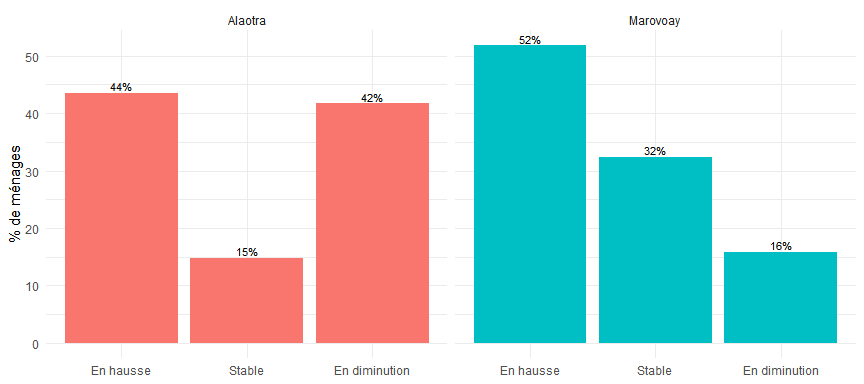 Alaotra
Marovoay
% de ménages
50
40
30
20
10
0
44%
15%
42%
52%
32%
16%
En hausse
Stable
En diminution
En hausse
Stable
En diminution